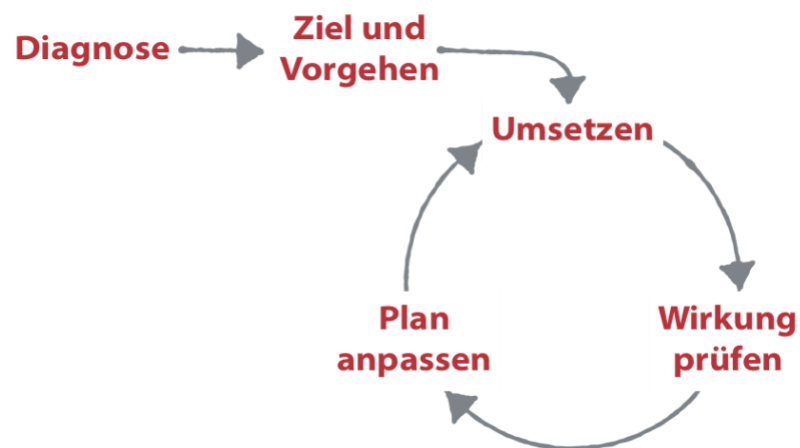 Diagnose
Ziel und
Vorgehen
Umsetzen
Wirkung
prüfen
Plan
anpassen